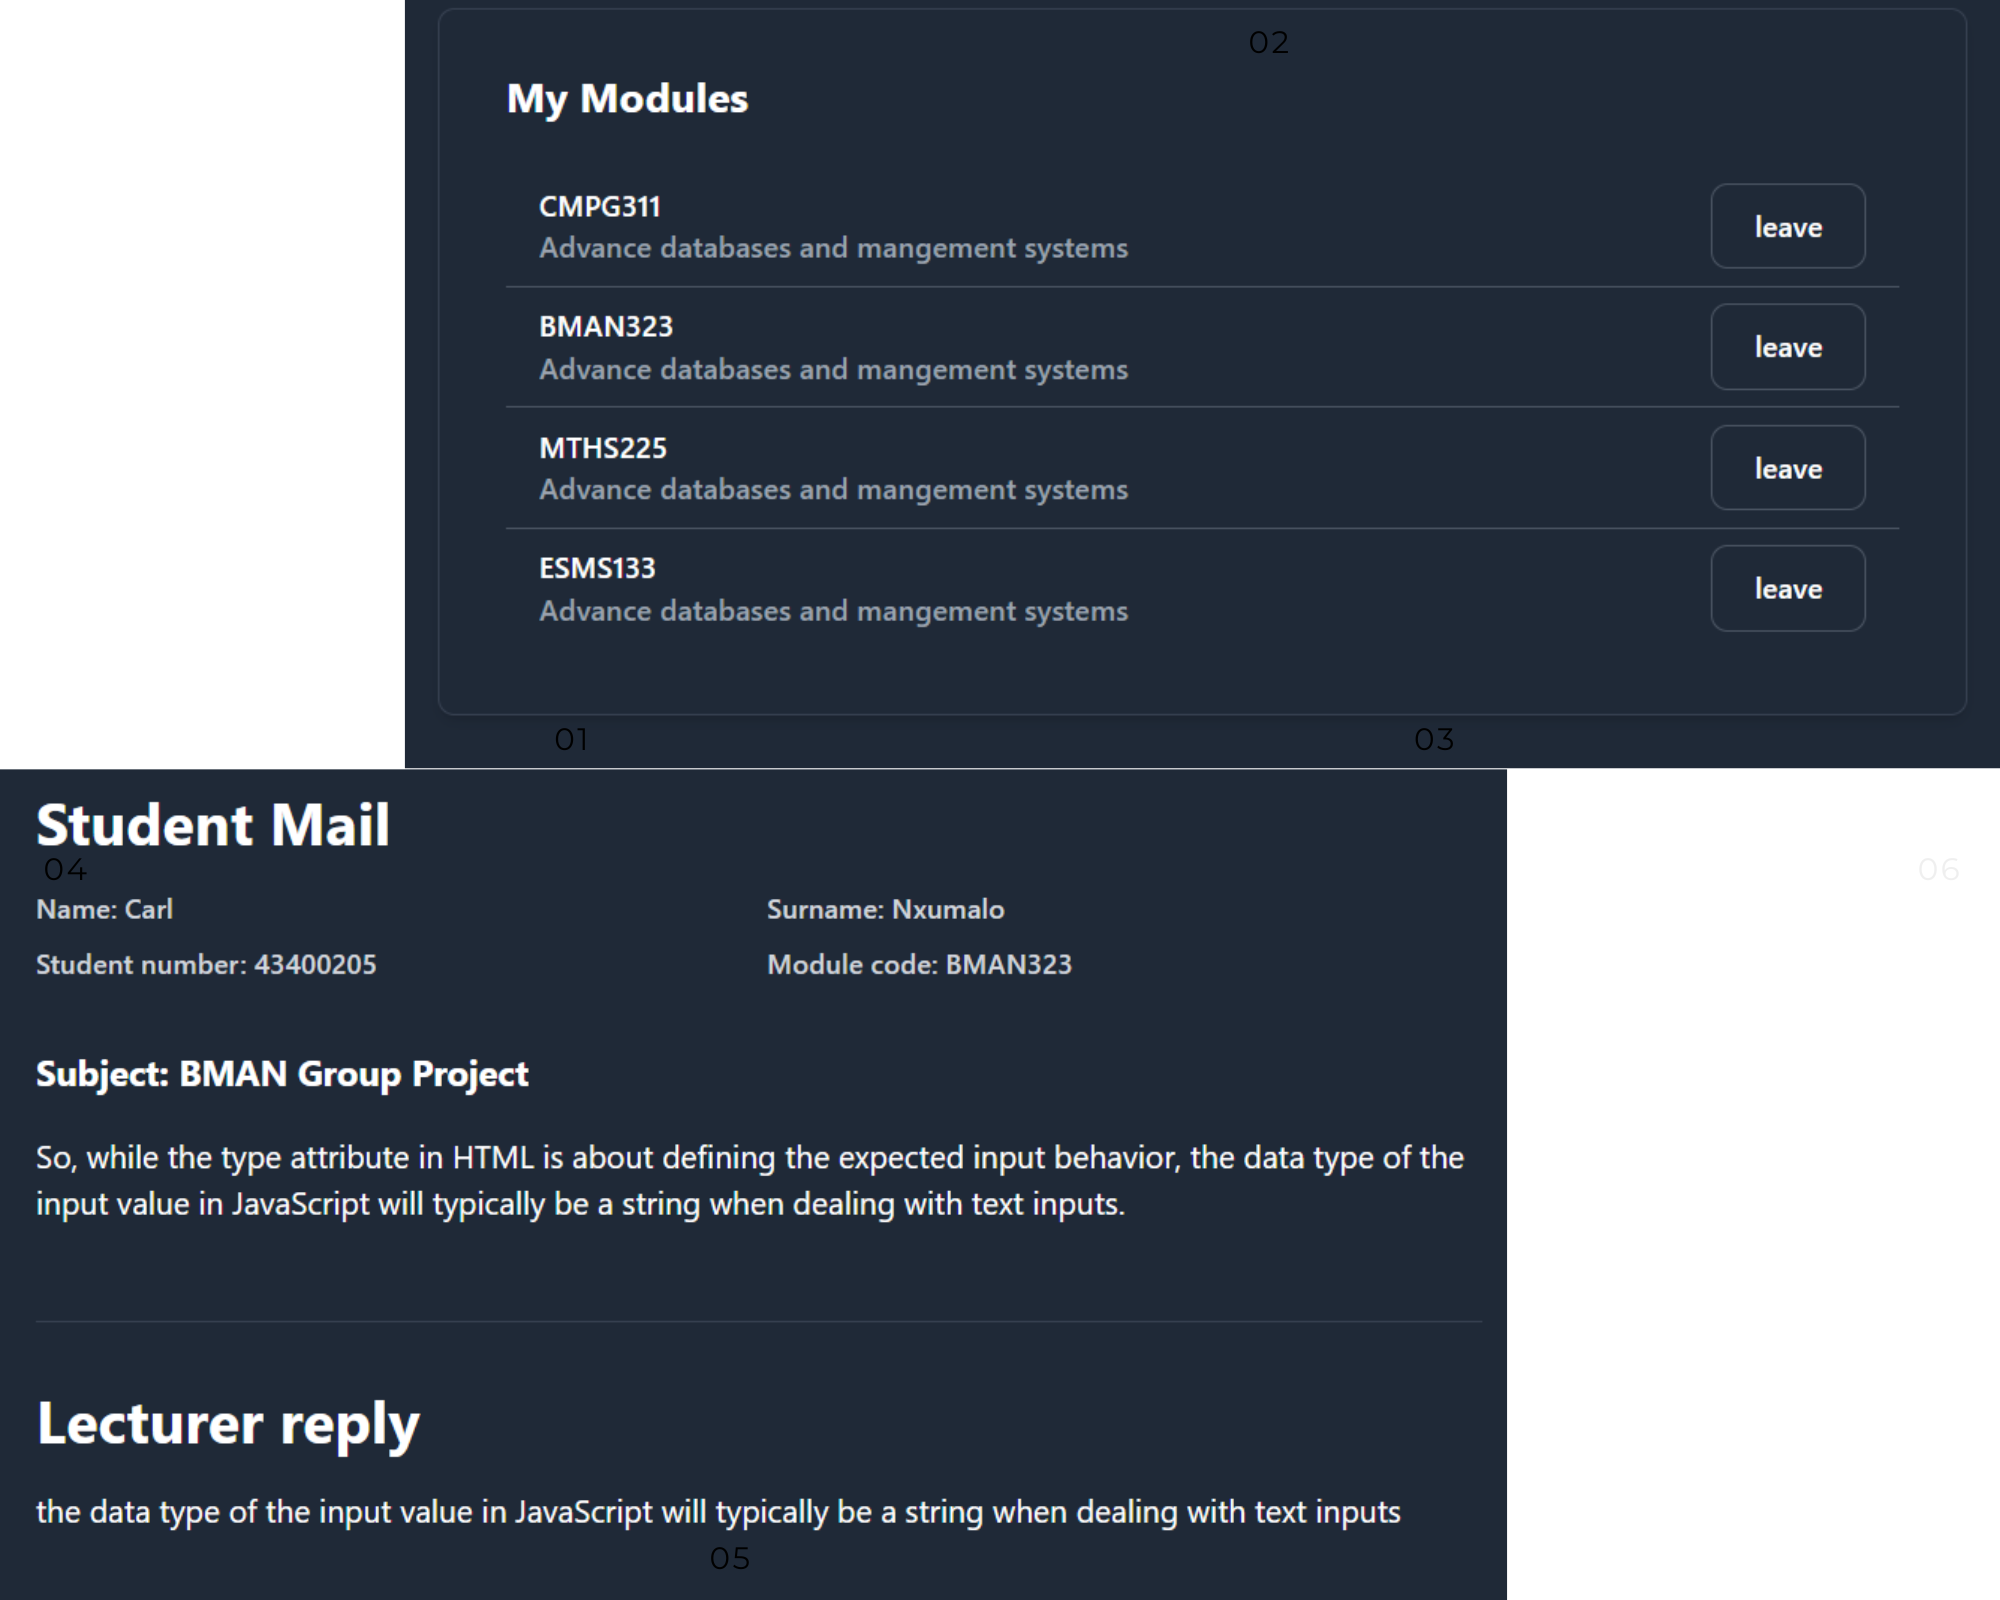 02
My Modules
CMPG311
Advance databases and mangement systems
leave
BMAN323
Advance databases and mangement systems
leave
MTHS225
Advance databases and mangement systems
leave
ESMS133
Advance databases and mangement systems
leave
01
03
Student Mail
04
06
Name: Carl
Surname: Nxumalo
Student number: 43400205
Module code: BMAN323
Subject: BMAN Group Project
So, while the type attribute in HTML is about defining the expected input behavior, the data type of the
input value in JavaScript will typically be a string when dealing with text inputs.
Lecturer reply
the data type of the input value in JavaScript will typically be a string when dealing with text inputs
05